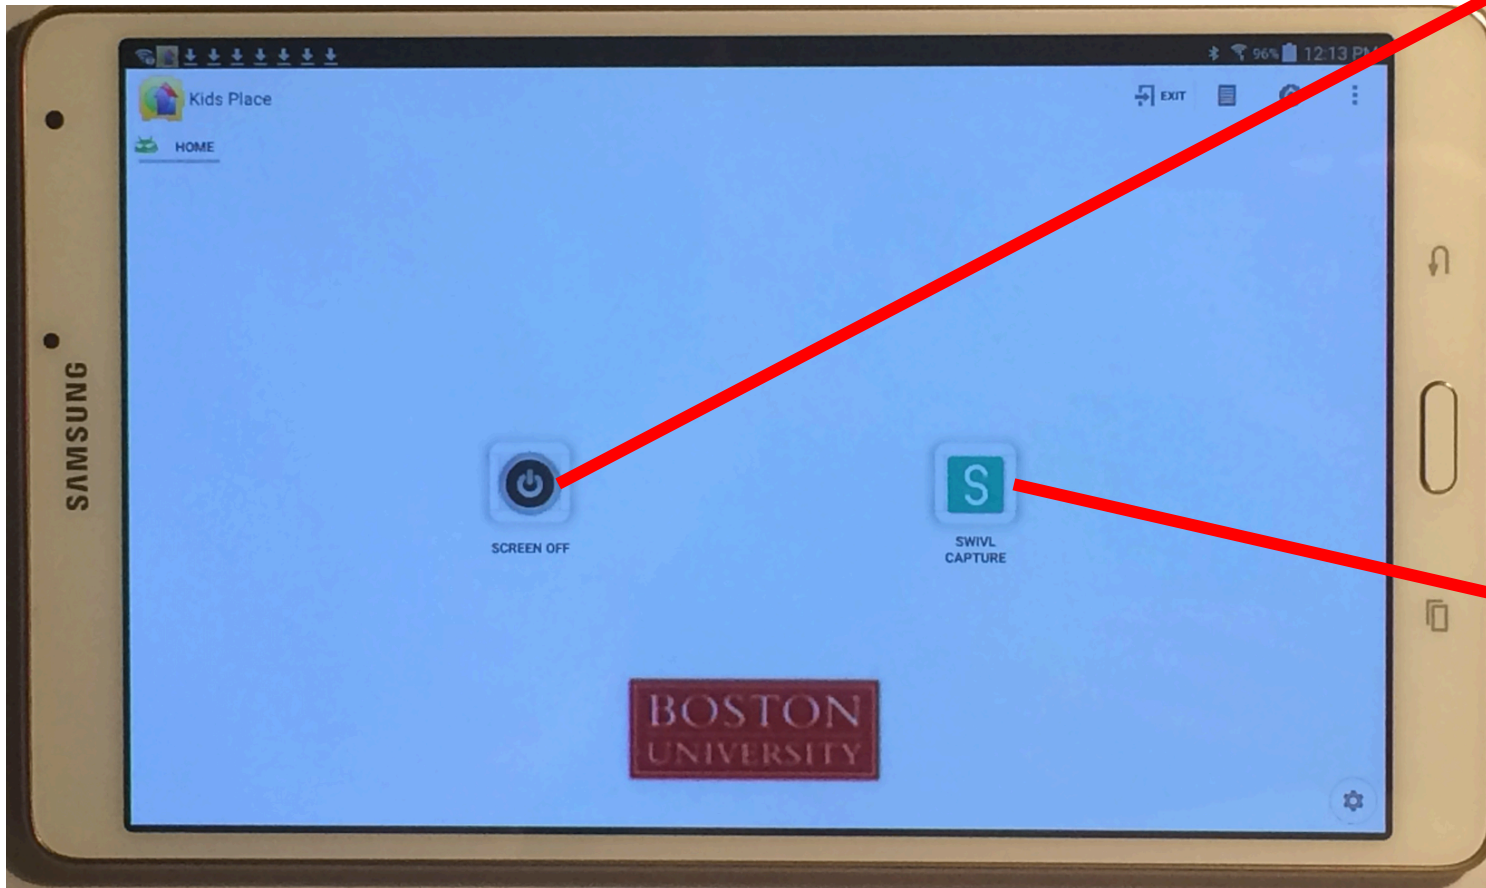 96% 12:13 PM
Kids Place
EXIT
HOME
SAMSUNG
S
SCREEN OFF
SWIVL
CAPTURE
BOSTON
UNIVERSITY